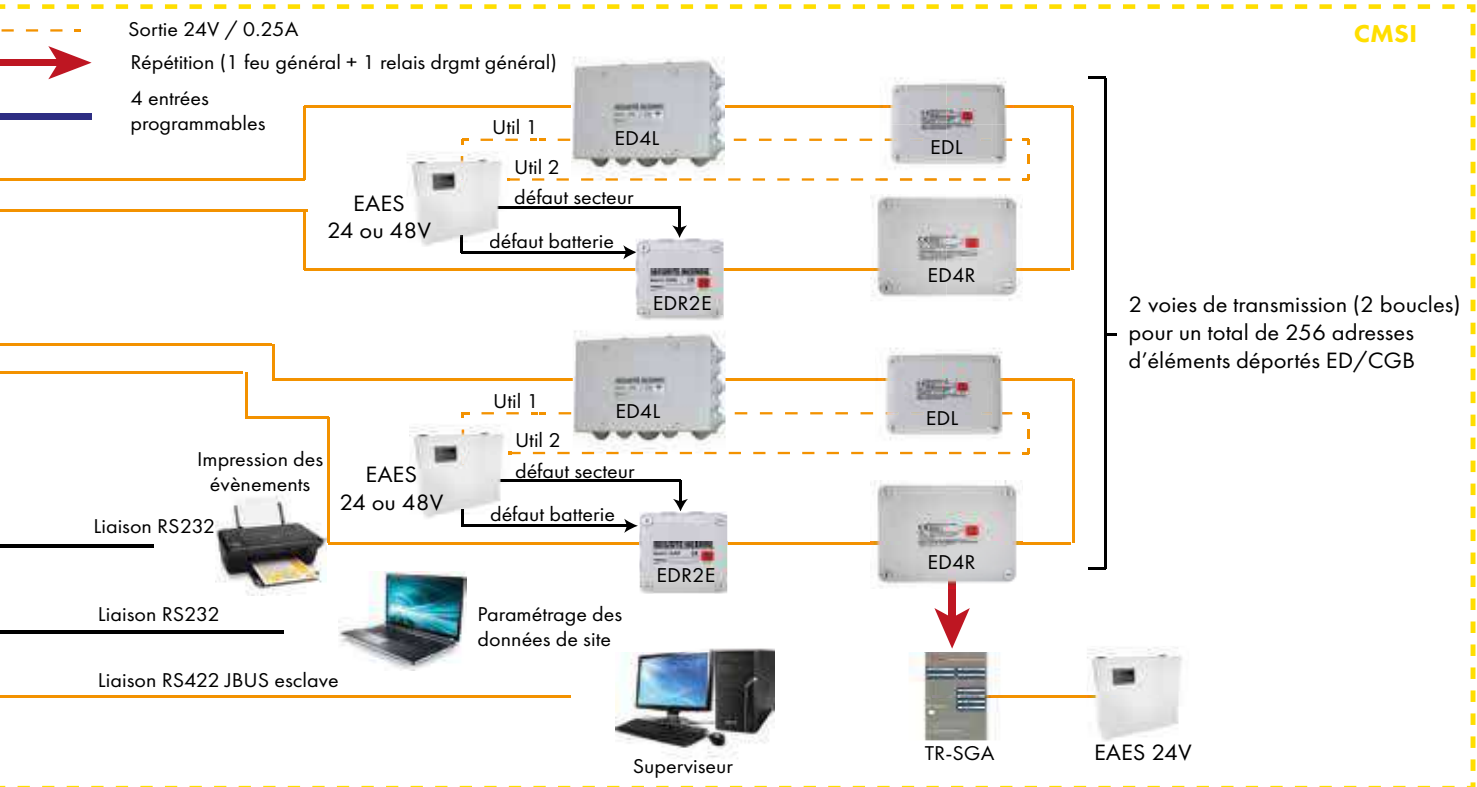 Sortie 24V / 0.25A
CMSI
Répétition (1 feu général + 1 relais drgmt général)
4 entrées
programmables
Util 1
ED4L
EDL
Util 2
défaut secteur
EAES
24 ou 48V
défaut batterie
SECURITE INCENDIE
EDR2E
ED4R
2 voies de transmission (2 boucles)
pour un total de 256 adresses
d’éléments déportés ED/CGB
Util 1
ED4L
EDL
Util 2
défaut secteur
EAES
24 ou 48V
défaut batterie
SECURITE INCENDIE
EDR2E
ED4R
Impression des
évènements
Liaison RS232
Liaison RS232
Paramétrage des
données de site
Liaison RS422 JBUS esclave
Superviseur
TR-SGA
EAES 24V